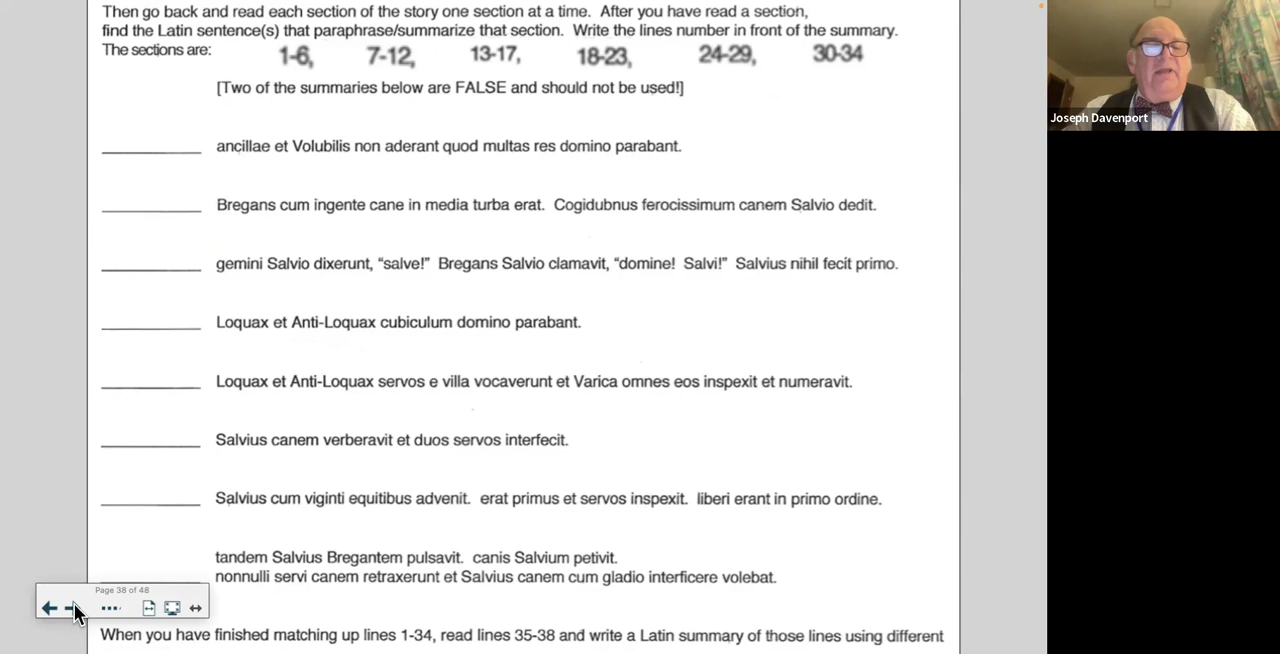 Then go back and read each section of the story one section at a time. After you have read a section,
find the Latin sentence(s) that paraphrase/summarize that section. Write the lines number in front of the summary.
The sections are: 1-6, 7-12, 13-17, 18-23, 24-29, 30-34
[Two of the summaries below are FALSE and should not be used!]
ancillae et Volubilis non aderant quod multas res domino parabant.
Bregans cum ingente cane in media turba erat. Cogidubnus ferocissimum canem Salvio dedit.
gemini Salvio dixerunt, “salve!” Bregans Salvio clamavit, “domine! Salvi!” Salvius nihil fecit primo.
Loquax et Anti-Loquax cubiculum domino parabant.
Loquax et Anti-Loquax servos e villa vocaverunt et Varica omnes eos inspexit et numeravit.
Salvius canem verberavit et duos servos interfecit.
Salvius cum viginti equitibus advenit. erat primus et servos inspexit. liberi erant in primo ordine.
tandem Salvius Bregantem pulsavit. canis Salvium petivit.
nonnulli servi canem retraxerunt et Salvius canem cum gladio interficere volebat.
When you have finished matching up lines 1-34, read lines 35-38 and write a Latin summary of those lines using different
Page 38 of 48
Joseph Davenport